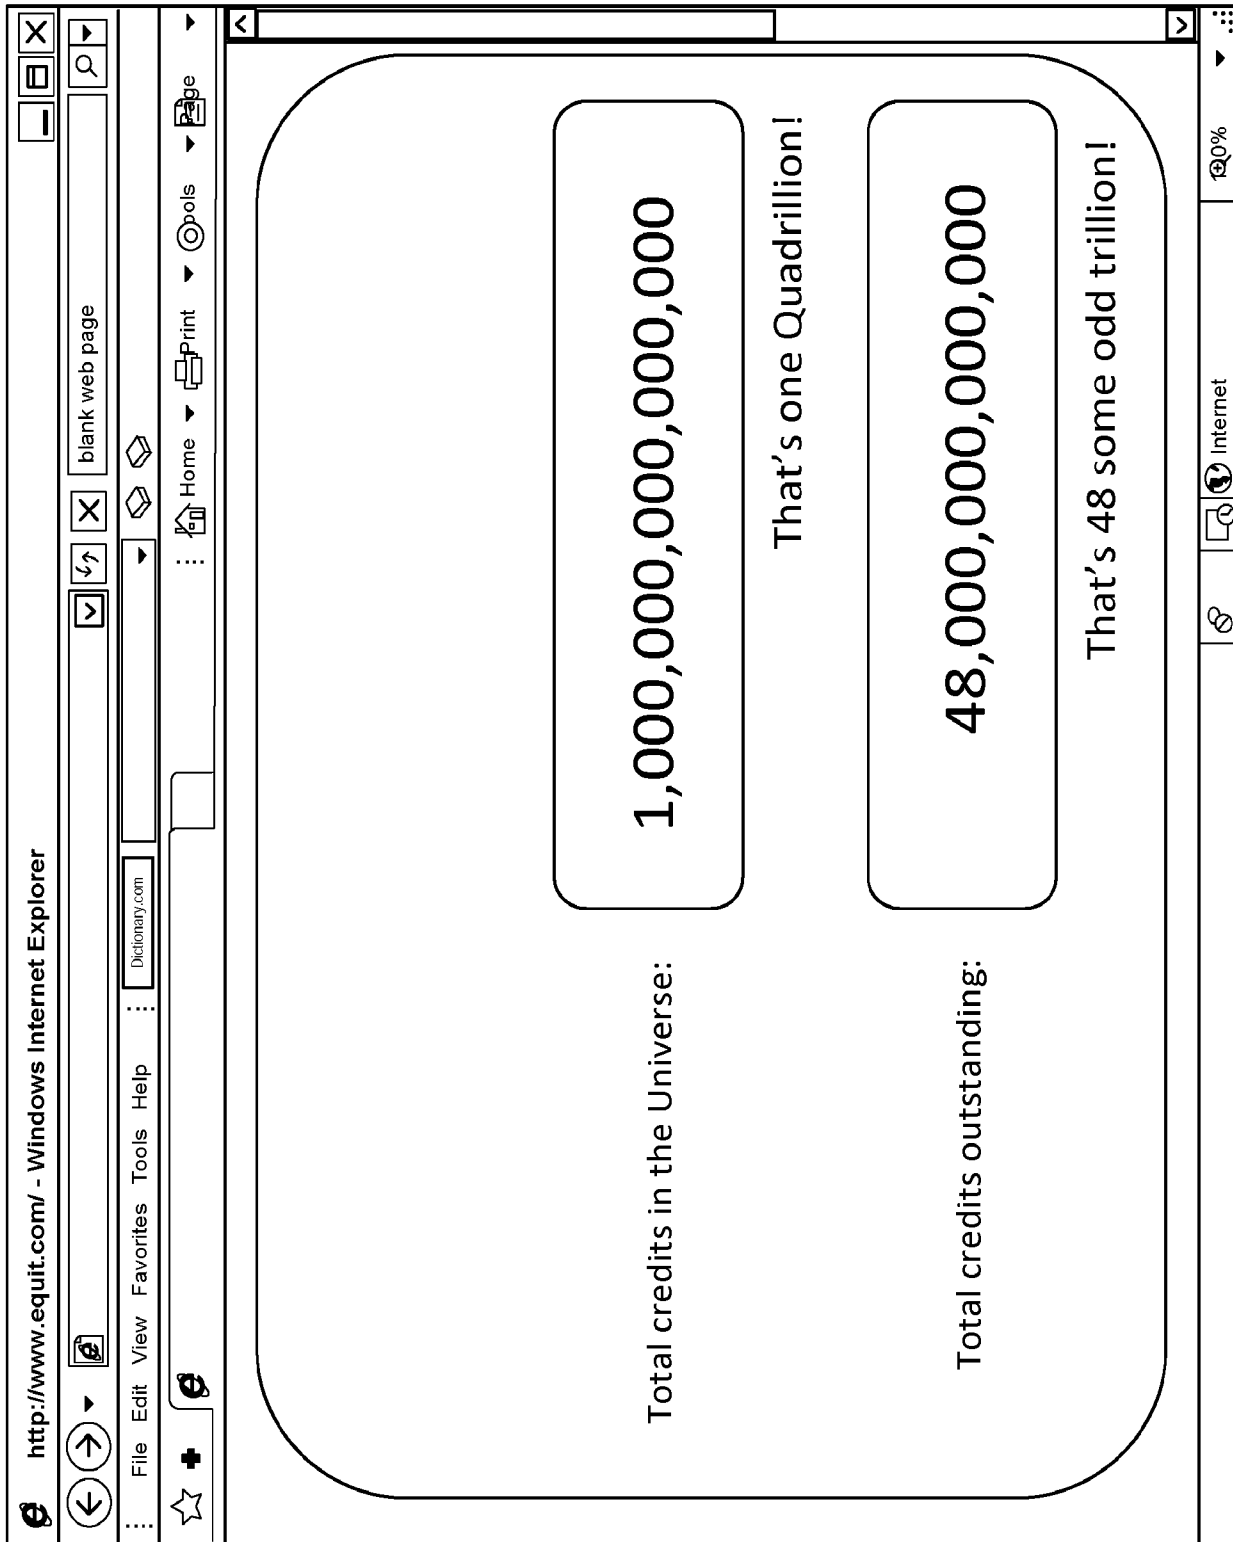 http://www.equit.com/ - Windows Internet Explorer
blank web page
File Edit View Favorites Tools Help
Dictionary.com
Home Print Tools Page
Total credits in the Universe: 1,000,000,000,000,000
That's one Quadrillion!
Total credits outstanding: 48,000,000,000,000
That's 48 some odd trillion!
Internet 100%